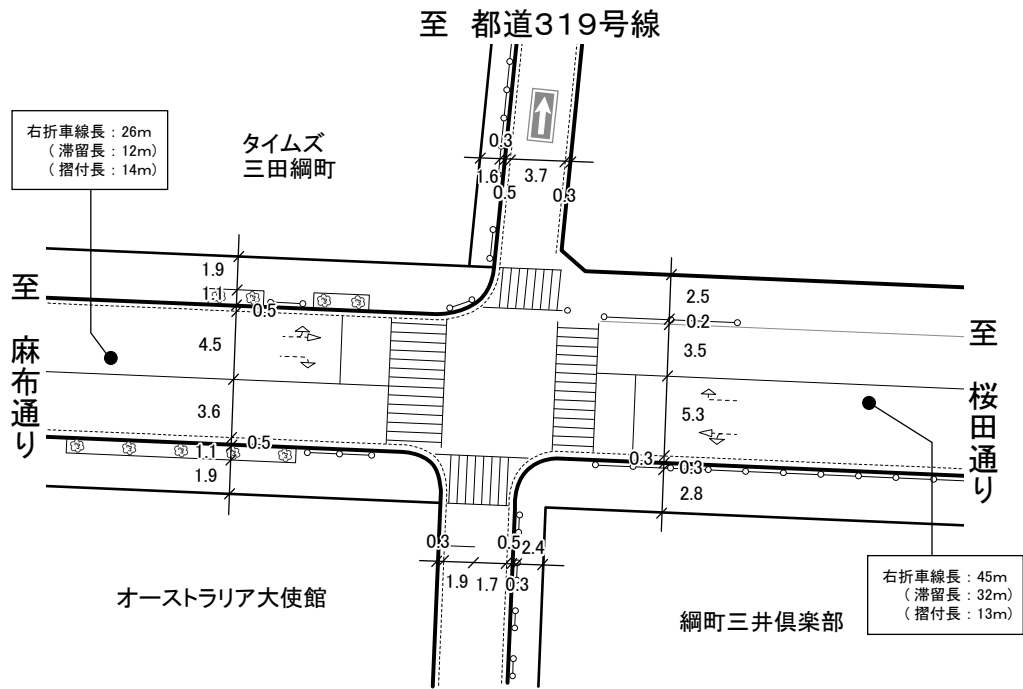 至 都道319号線
右折車線長：26m
（滞留長：12m）
（摺付長：14m）
タイムズ
三田綱町
0.3
1.6
0.5
3.7
0.3
1.9
1.1
0.5
4.5
3.6
0.5
1.1
1.9
至 麻布通り
2.5
0.2
3.5
5.3
0.3
0.3
2.8
至 桜田通り
0.3
0.5
2.4
1.9
1.7
0.3
オーストラリア大使館
綱町三井倶楽部
右折車線長：45m
（滞留長：32m）
（摺付長：13m）